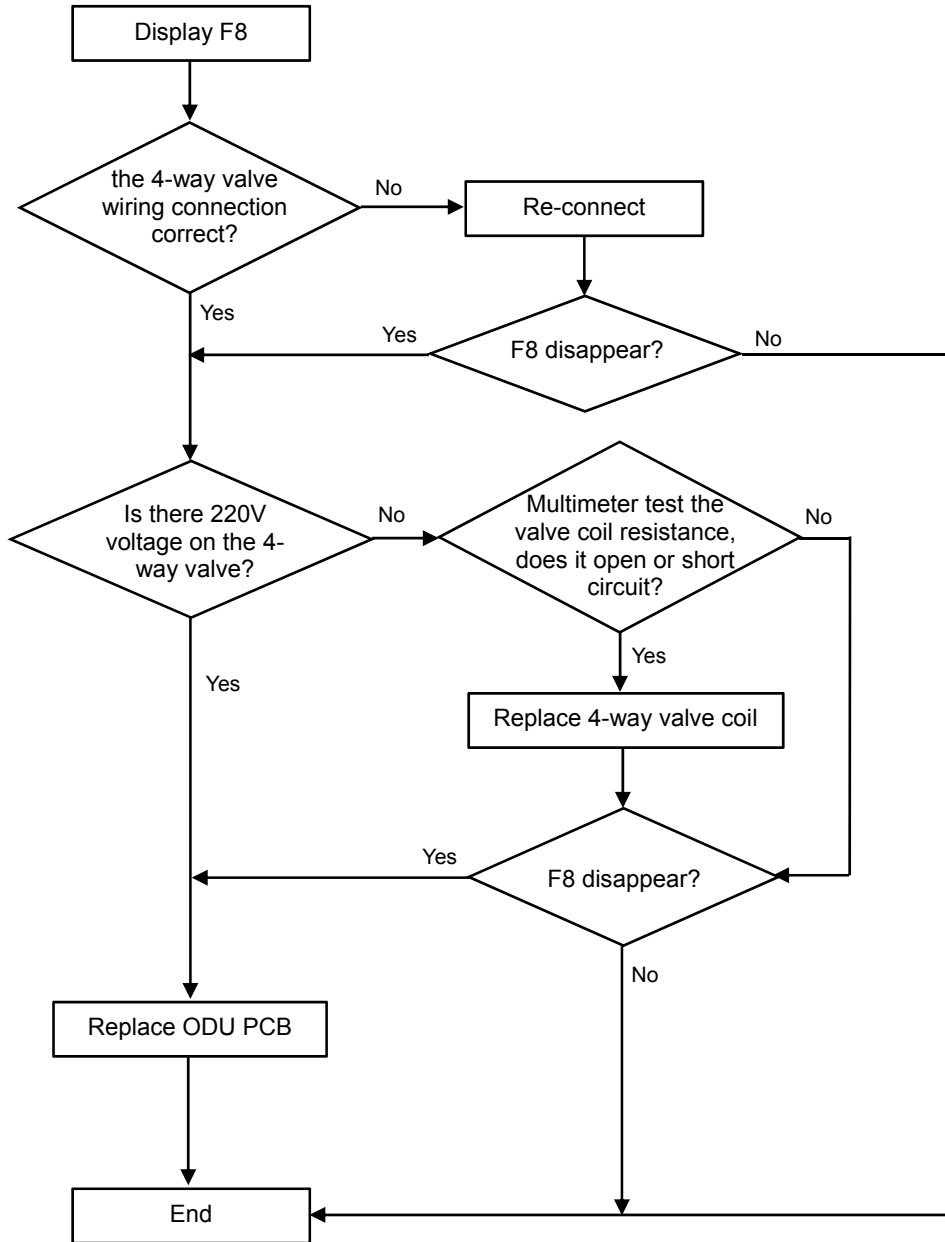 Display F8
the 4-way valve
wiring connection
correct?
No
Re-connect
Yes
Yes
F8 disappear?
No
Is there 220V
voltage on the 4-
way valve?
No
Multimeter test the
valve coil resistance,
does it open or short
circuit?
No
Yes
Yes
Replace 4-way valve coil
Yes
F8 disappear?
No
Replace ODU PCB
End